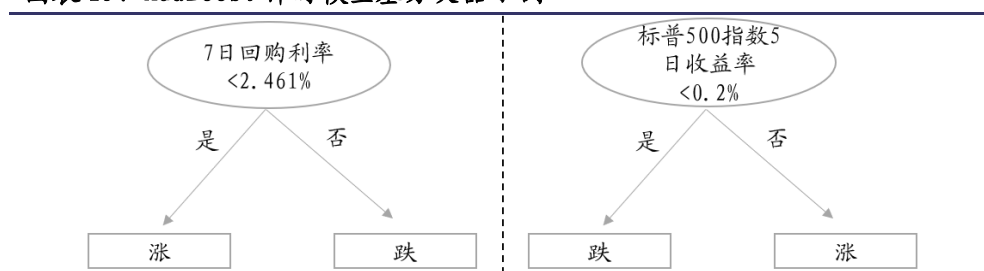 7日回购利率
<2.461%
是
否
涨
跌
标普500指数5
日收益率
<0.2%
是
否
跌
涨